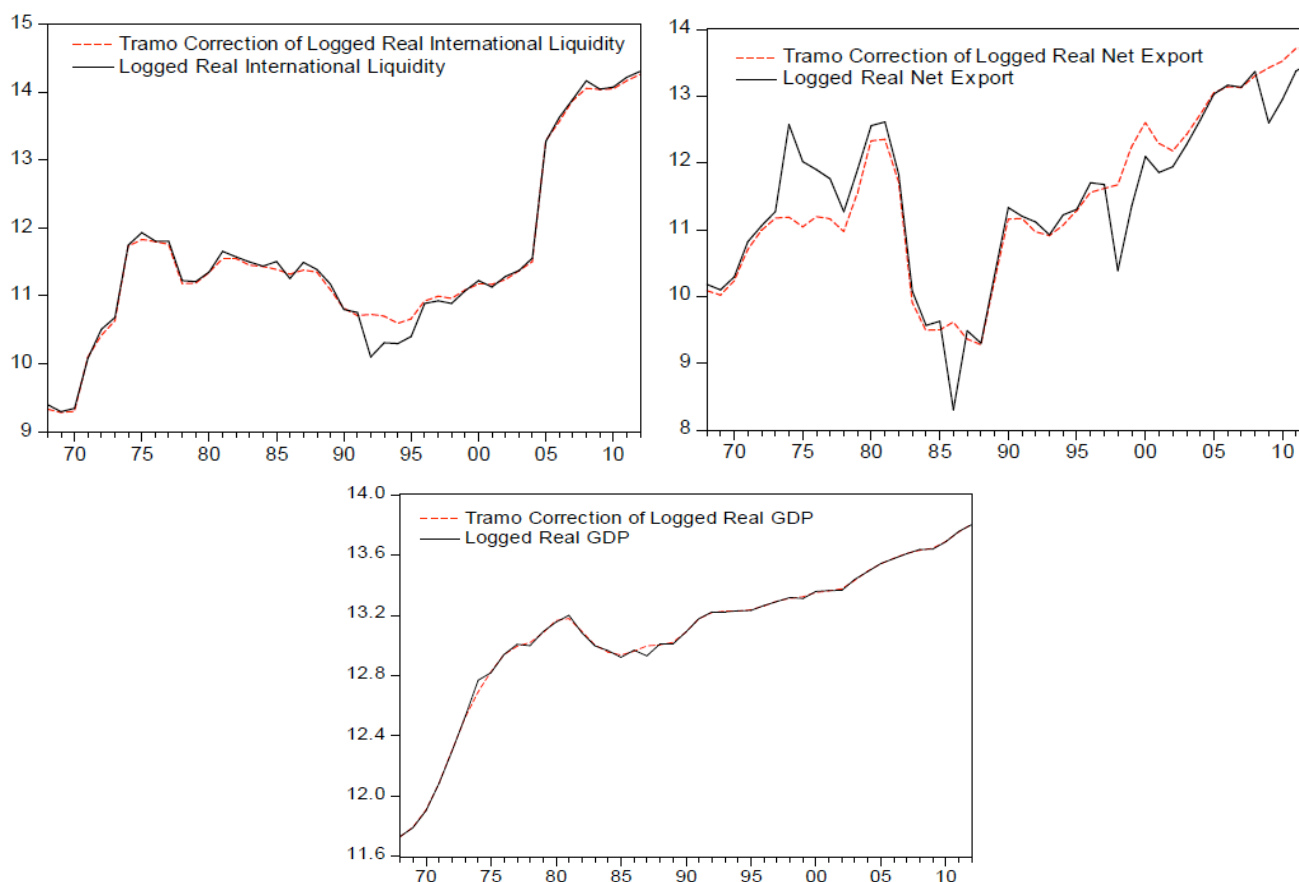 15
14
13
12
11
10
9
Tramo Correction of Logged Real International Liquidity
Logged Real International Liquidity
70 75 80 85 90 95 00 05 10
14
13
12
11
10
9
8
Tramo Correction of Logged Real Net Export
Logged Real Net Export
70 75 80 85 90 95 00 05 10
14.0
13.6
13.2
12.8
12.4
12.0
11.6
Tramo Correction of Logged Real GDP
Logged Real GDP
70 75 80 85 90 95 00 05 10